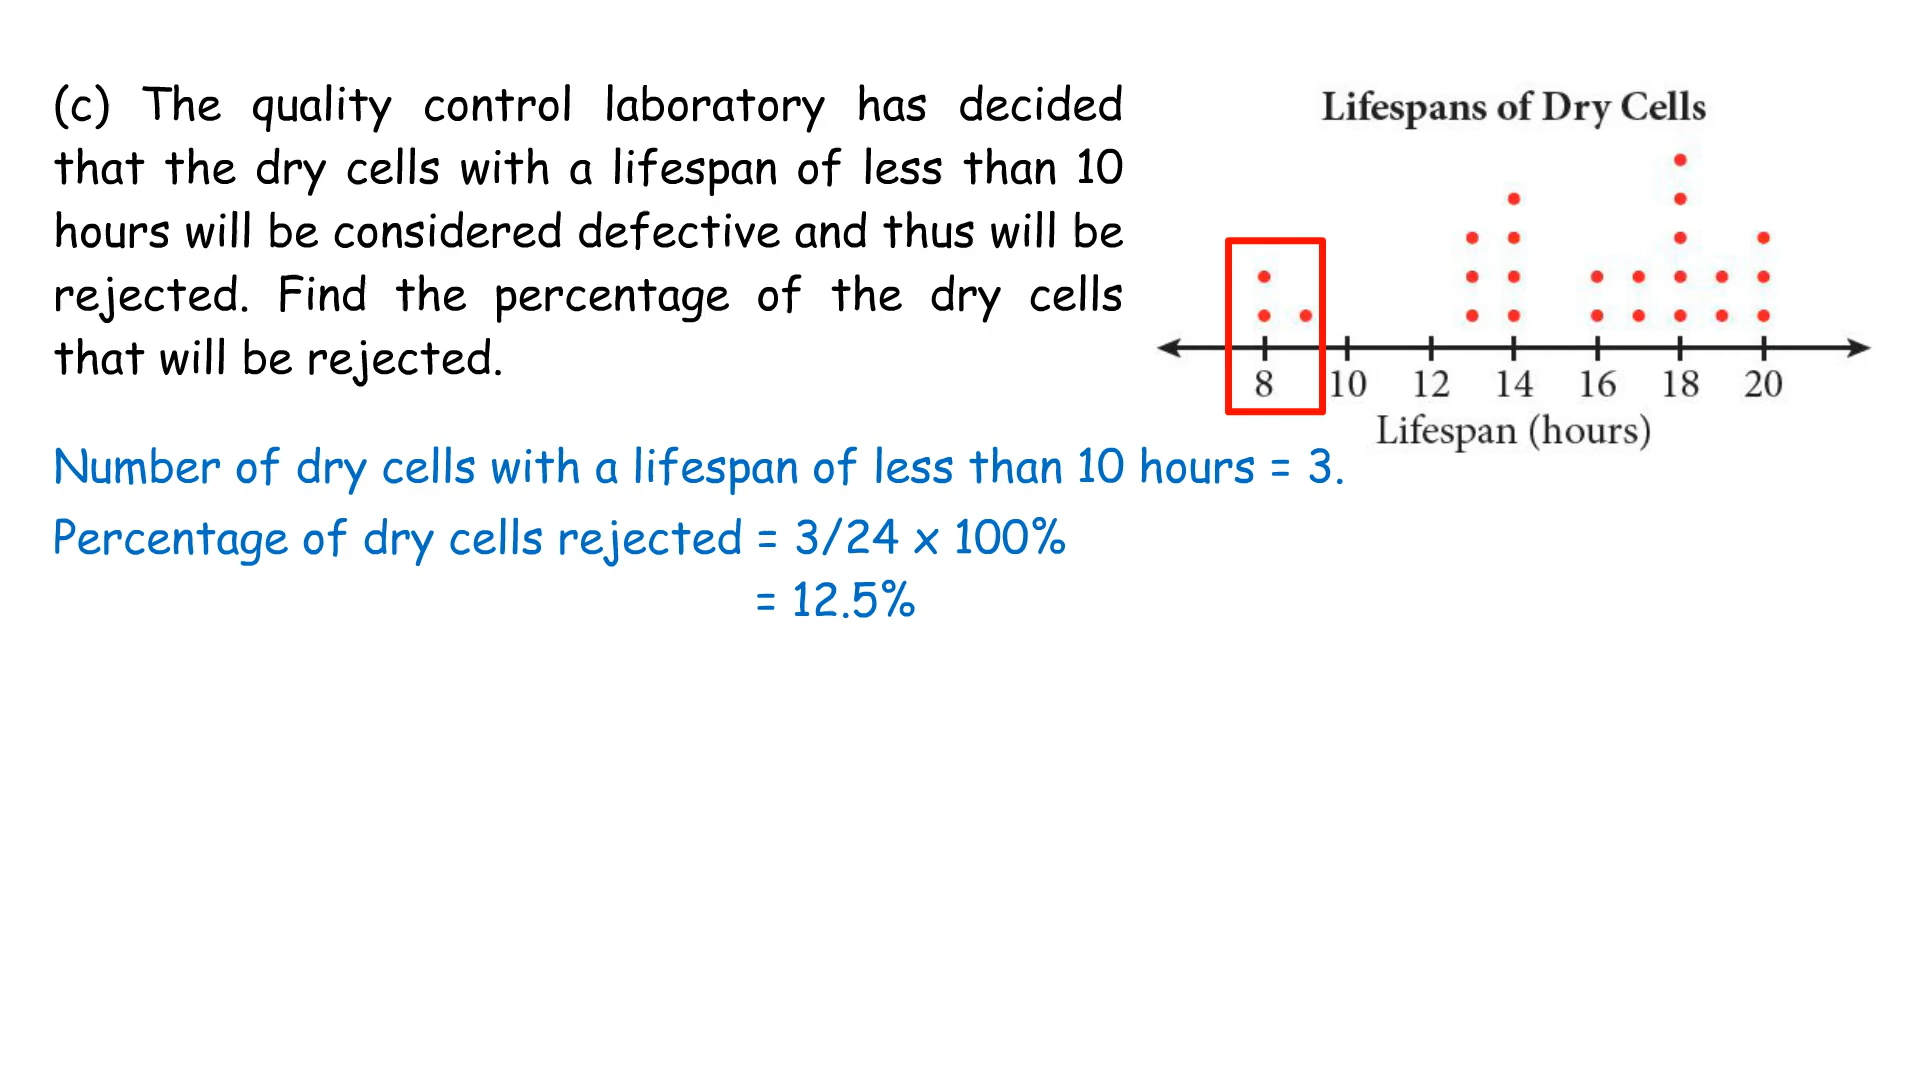 (c) The quality control laboratory has decided
that the dry cells with a lifespan of less than 10
hours will be considered defective and thus will be
rejected. Find the percentage of the dry cells
that will be rejected.
Lifespans of Dry Cells
8 10 12 14 16 18 20
Lifespan (hours)
Number of dry cells with a lifespan of less than 10 hours = 3.
Percentage of dry cells rejected = 3/24 x 100%
= 12.5%